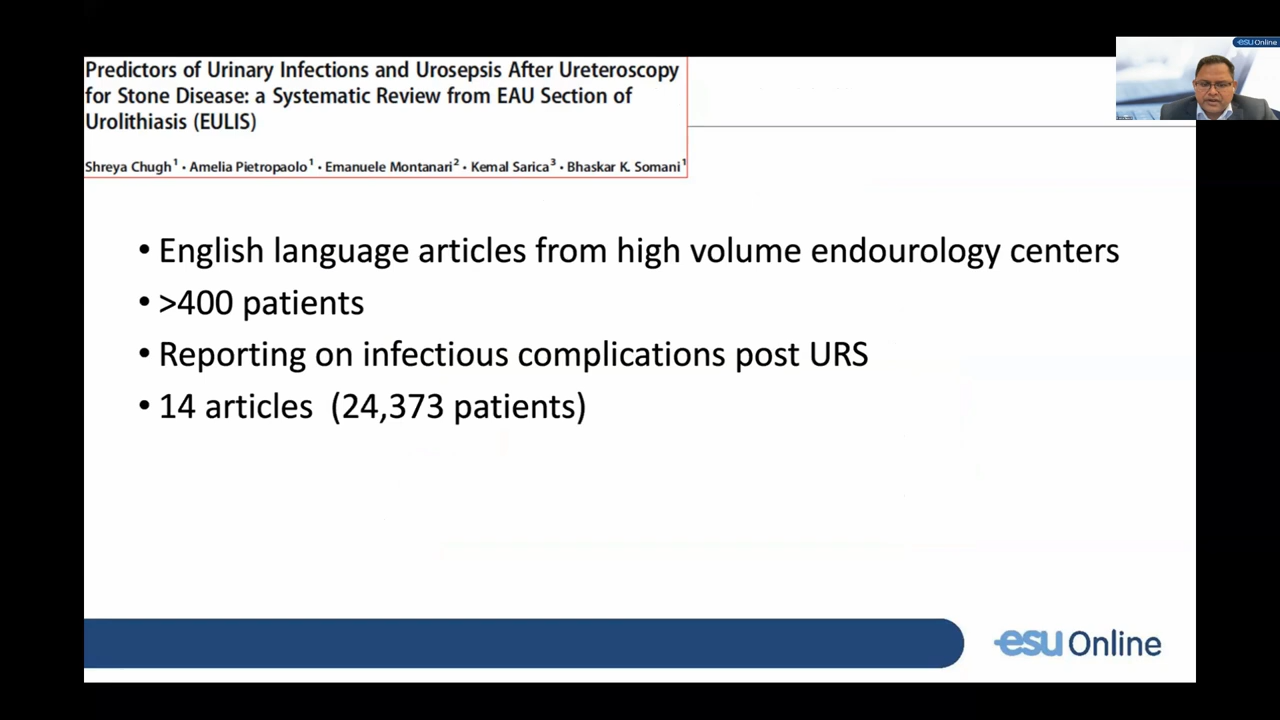 Predictors of Urinary Infections and Urosepsis After Ureteroscopy
for Stone Disease: a Systematic Review from EAU Section of
Urolithiasis (EULIS)
Shreya Chugh¹ • Amelia Pietropaolo¹ • Emanuele Montanari² • Kemal Sarica³ • Bhaskar K. Somani¹
esu Online
• English language articles from high volume endourology centers
• >400 patients
• Reporting on infectious complications post URS
• 14 articles (24,373 patients)
esu Online